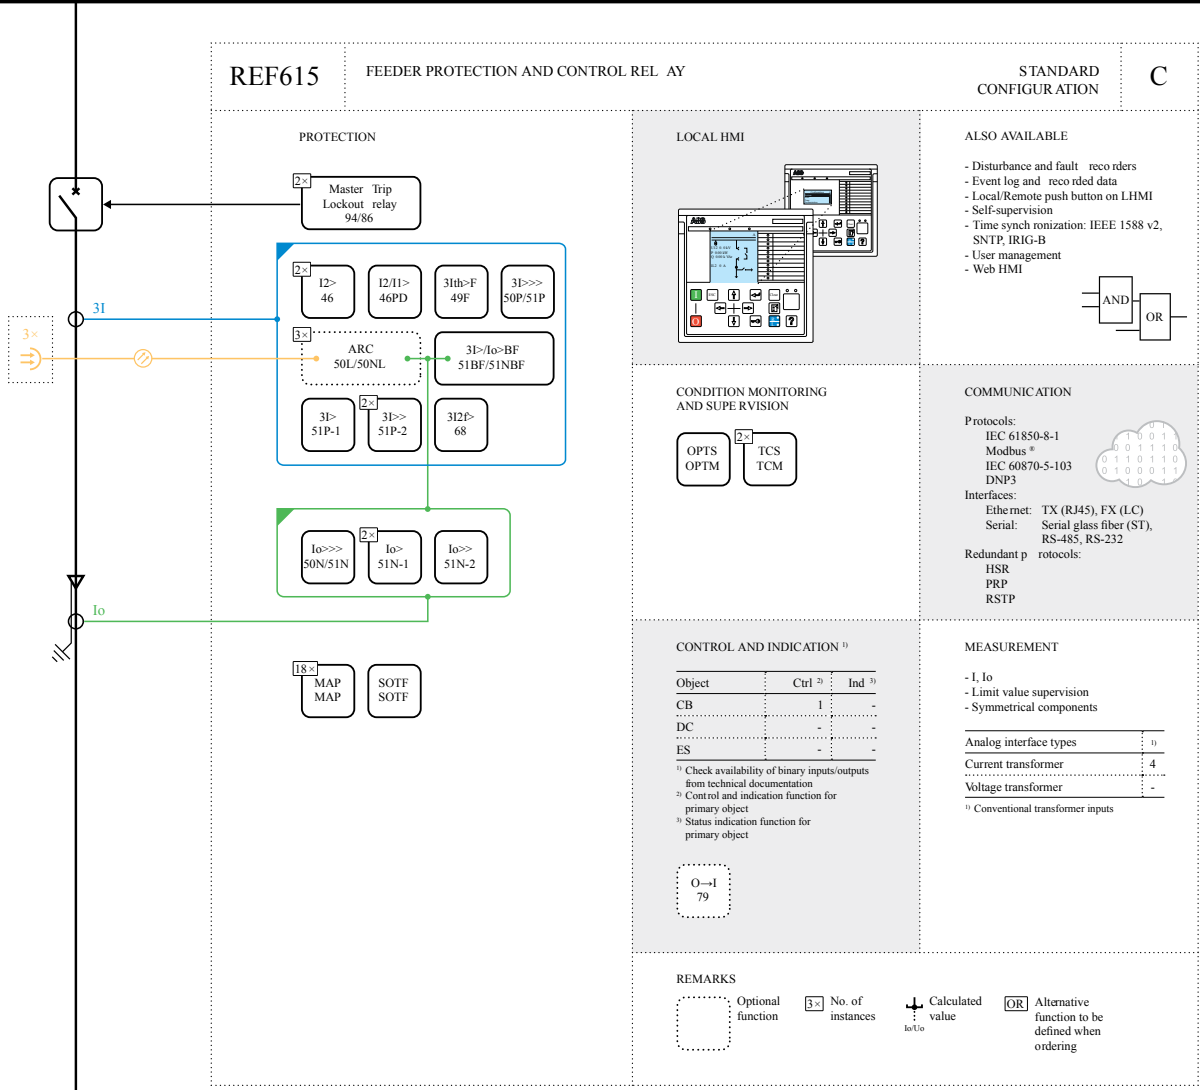 REF615
FEEDER PROTECTION AND CONTROL REL AY
STANDARD
CONFIGURATION
C
PROTECTION
2×
Master Trip
Lockout relay
94/86
3I
3×
2×
I2>
46
I2/I1>
46PD
3Ith>F
49F
3I>>>
50P/51P
3×
ARC
50L/50NL
3I>/Io>BF
51BF/51NBF
3I>
51P-1
2×
3I>>
51P-2
3I2f>
68
Io>>>
50N/51N
2×
Io>
51N-1
Io>>
51N-2
Io
18×
MAP
MAP
SOTF
SOTF
LOCAL HMI
ABB
ABB
ALSO AVAILABLE
- Disturbance and fault reco rders
- Event log and reco rded data
- Local/Remote push button on LHMI
- Self-supervision
- Time synch ronization: IEEE 1588 v2,
SNTP, IRIG-B
- User management
- Web HMI
AND
OR
CONDITION MONITORING
AND SUPE RVISION
OPTS
OPTM
2×
TCS
TCM
COMMUNICATION
Protocols:
IEC 61850-8-1
Modbus ®
IEC 60870-5-103
DNP3
Interfaces:
Ethernet: TX (RJ45), FX (LC)
Serial: Serial glass fiber (ST),
RS-485, RS-232
Redundant p rotocols:
HSR
PRP
RSTP
CONTROL AND INDICATION 1)
Object Ctrl 2) Ind 3)
CB 1 -
DC - -
ES - -
1) Check availability of binary inputs/outputs
from technical documentation
2) Control and indication function for
primary object
3) Status indication function for
primary object
O→I
79
MEASUREMENT
- I, Io
- Limit value supervision
- Symmetrical components
Analog interface types 1)
Current transformer 4
Voltage transformer -
1) Conventional transformer inputs
REMARKS
Optional
function
3×
No. of
instances
Io/Uo
Calculated
value
OR
Alternative
function to be
defined when
ordering